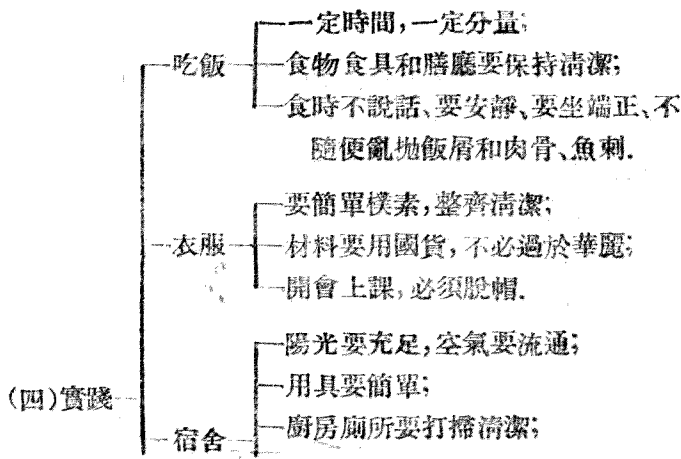 一定時間,一定分量;
吃飯
食物食具和膳廳要保持清潔;
食時不說話、要安靜、要坐端正、不
隨便亂拋飯屑和肉骨、魚刺.
要簡單樸素,整齊清潔;
衣服
材料要用國貨,不必過於華麗;
開會上課,必須脫帽.
陽光要充足,空氣要流通;
(四)實踐
用具要簡單;
宿舍
廚房廁所要打掃清潔;